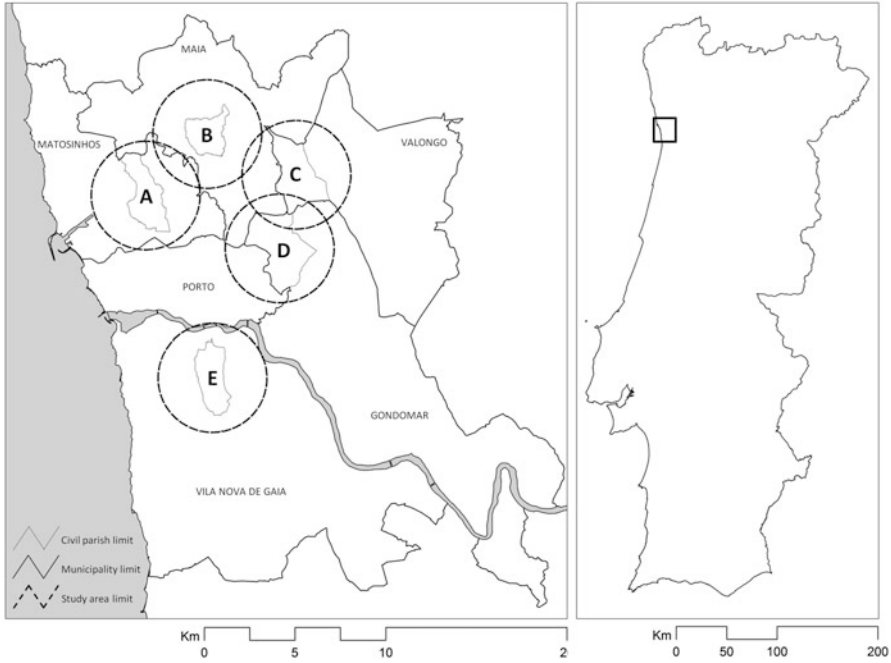 MAIA
B
MATOSINHOS
VALONGO
C
A
D
PORTO
E
GONDOMAR
VILA NOVA DE GAIA
Civil parish limit
Municipality limit
Study area limit
Km
0 5 10 2
Km
0 50 100 200